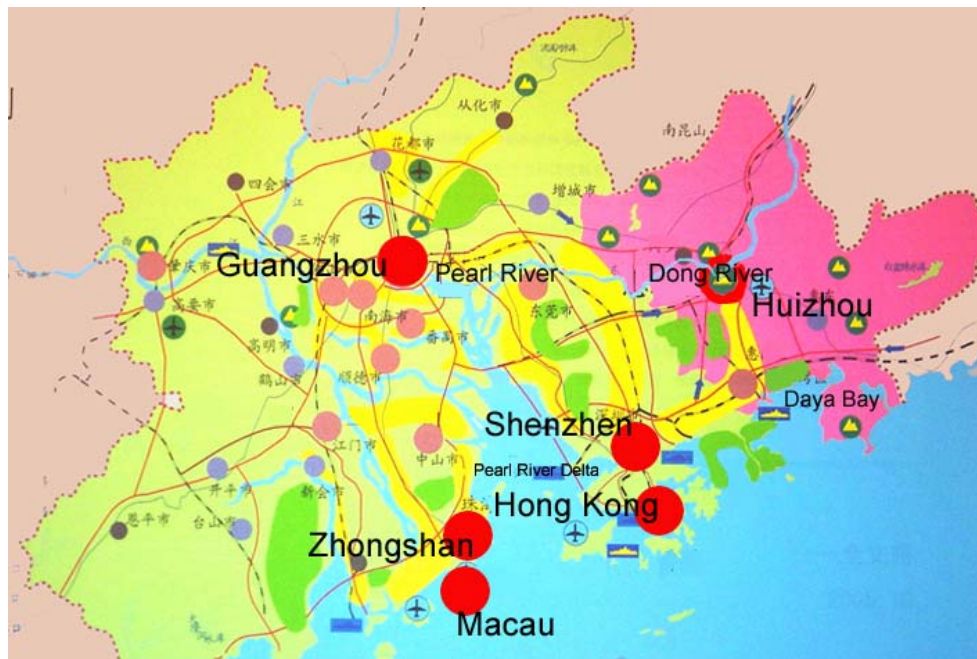 从化市
南昆山
花都市
四会市
增城市
江
三水市
西
肇庆市
Guangzhou
Pearl River
Dong River
Huizhou
高要市
南海市
东莞市
番禺市
高明市
顺德市
鹤山市
惠
Daya Bay
Shenzhen
江门市
中山市
Pearl River Delta
开平市
新会市
Hong Kong
恩平市
台山市
Zhongshan
Macau